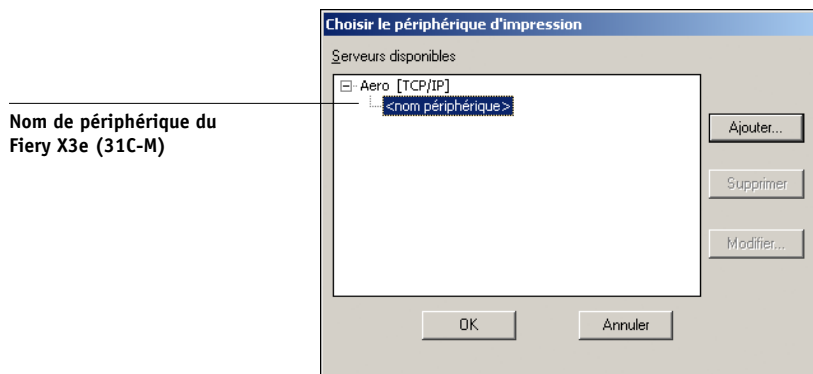 Choisir le périphérique d'impression
Serveurs disponibles
Aero [TCP/IP]
<nom périphérique>
Nom de périphérique du
Fiery X3e (31C-M)
Ajouter...
Supprimer
Modifier...
OK
Annuler